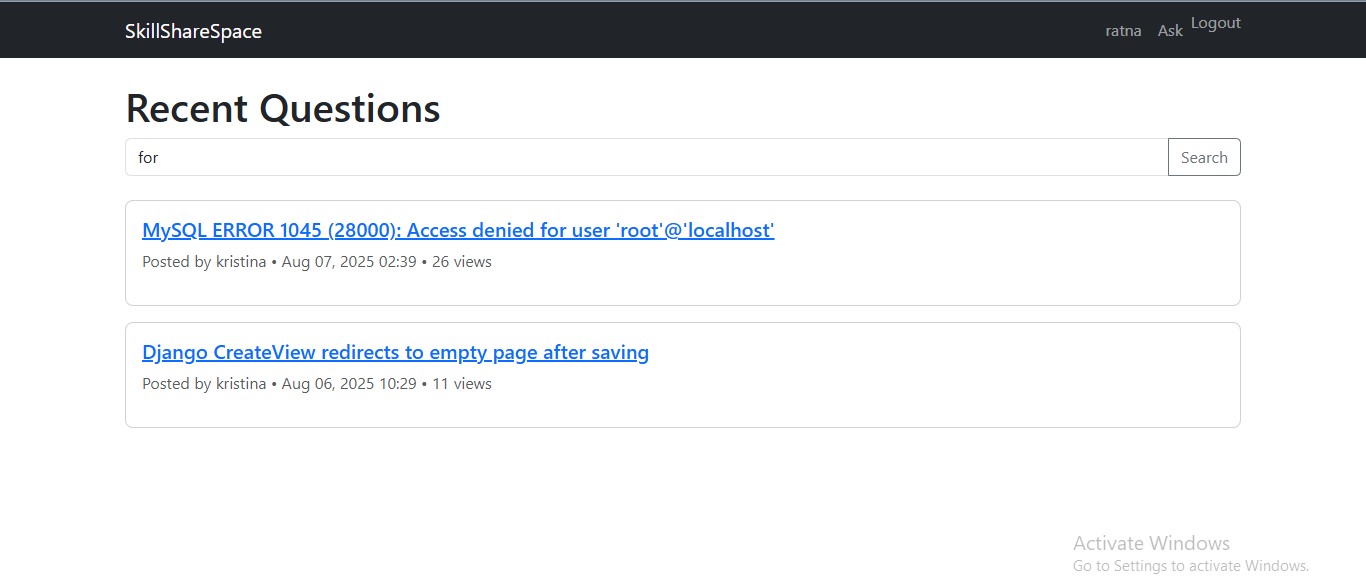 SkillShareSpace ratna Ask Logout
Recent Questions
for Search
MySQL ERROR 1045 (28000): Access denied for user 'root'@'localhost'
Posted by kristina • Aug 07, 2025 02:39 • 26 views
Django CreateView redirects to empty page after saving
Posted by kristina • Aug 06, 2025 10:29 • 11 views
Activate Windows
Go to Settings to activate Windows.